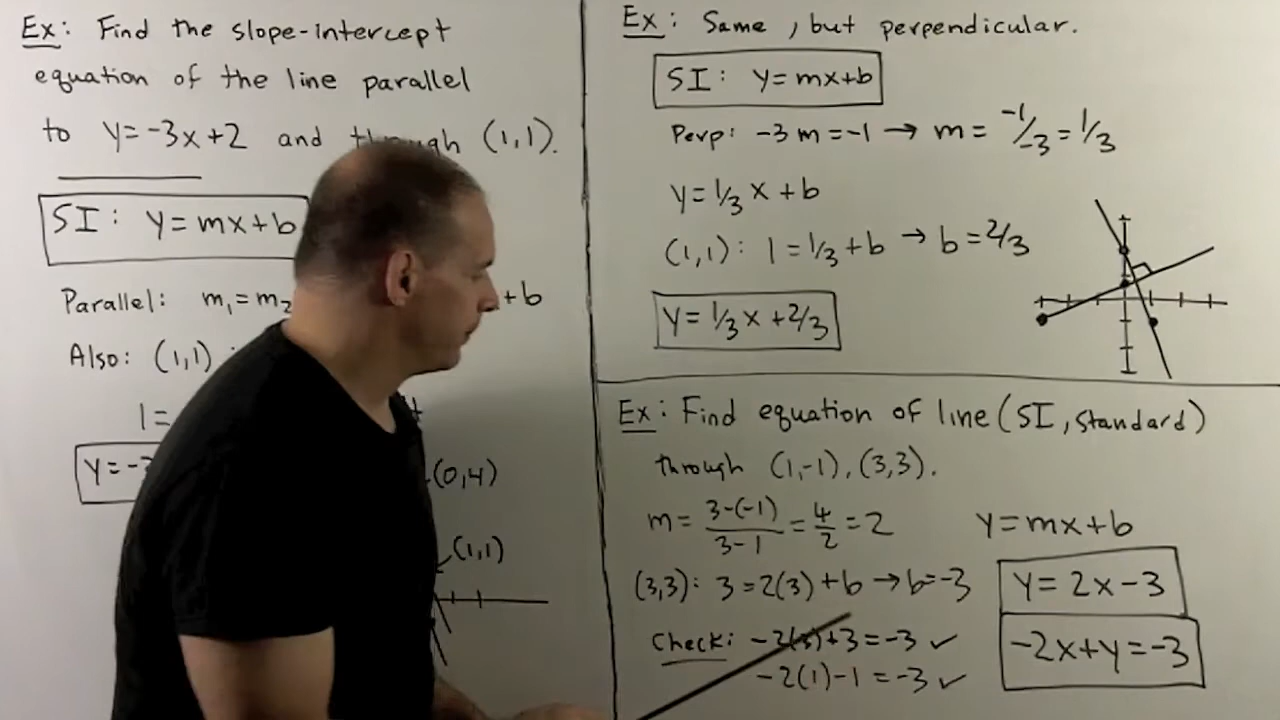 Ex: Find the slope-intercept
equation of the line parallel
to y=-3x+2 and through (1,1).
SI: y=mx+b
Parallel: m₁=m₂ +b
Also: (1,1):
1=
y=-3
(0,4)
(1,1)
Ex: Same, but perpendicular.
SI: y=mx+b
Perp: -3m=-1 → m= -1/-3 = 1/3
y=1/3 x+b
(1,1): 1=1/3+b → b=2/3
y=1/3 x+2/3
Ex: Find equation of line (SI, standard)
through (1,-1), (3,3).
m= 3-(-1)/3-1 = 4/2 = 2
y=mx+b
(3,3): 3=2(3)+b → b=-3
y=2x-3
Check: -2(3)+3=-3 ✓
-2(1)-1=-3 ✓
-2x+y=-3